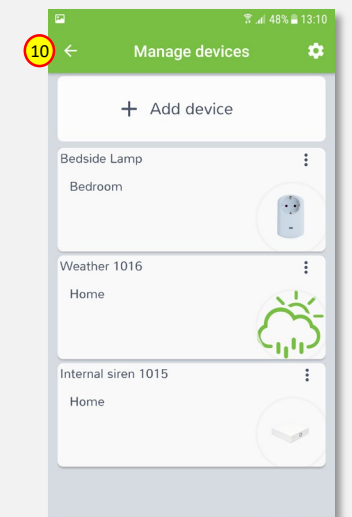 48% 13:10
10
Manage devices
+ Add device
Bedside Lamp
Bedroom
Weather 1016
Home
Internal siren 1015
Home